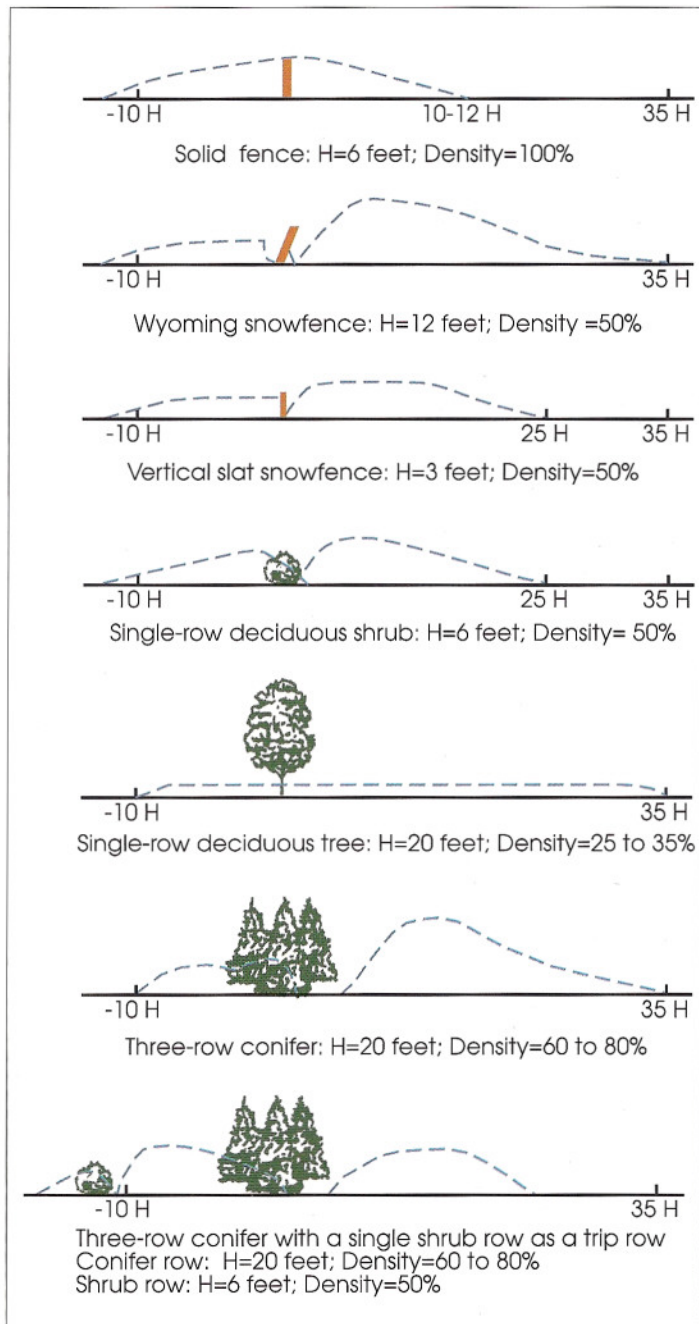 -10 H 10-12 H 35 H
Solid fence: H=6 feet; Density=100%
-10 H 35 H
Wyoming snowfence: H=12 feet; Density =50%
-10 H 25 H 35 H
Vertical slat snowfence: H=3 feet; Density=50%
-10 H 25 H 35 H
Single-row deciduous shrub: H=6 feet; Density= 50%
-10 H 35 H
Single-row deciduous tree: H=20 feet; Density=25 to 35%
-10 H 35 H
Three-row conifer: H=20 feet; Density=60 to 80%
-10 H 35 H
Three-row conifer with a single shrub row as a trip row
Conifer row: H=20 feet; Density=60 to 80%
Shrub row: H=6 feet; Density=50%